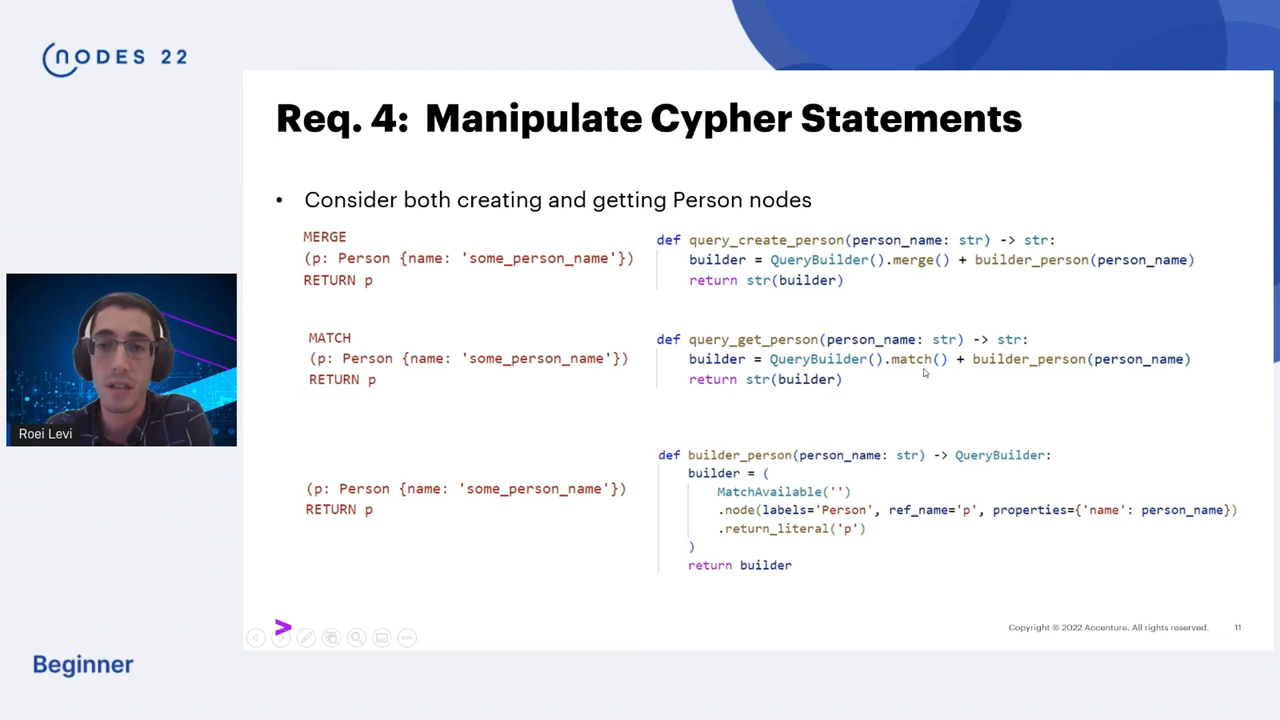 NODES 22
Req. 4: Manipulate Cypher Statements
• Consider both creating and getting Person nodes
MERGE
(p: Person {name: 'some_person_name'})
RETURN p
def query_create_person(person_name: str) -> str:
builder = QueryBuilder().merge() + builder_person(person_name)
return str(builder)
MATCH
(p: Person {name: 'some_person_name'})
RETURN p
def query_get_person(person_name: str) -> str:
builder = QueryBuilder().match() + builder_person(person_name)
return str(builder)
Roei Levi
(p: Person {name: 'some_person_name'})
RETURN p
def builder_person(person_name: str) -> QueryBuilder:
builder = (
MatchAvailable('')
.node(labels='Person', ref_name='p', properties={'name': person_name})
.return_literal('p')
)
return builder
>
Copyright © 2022 Accenture. All rights reserved. 11
Beginner